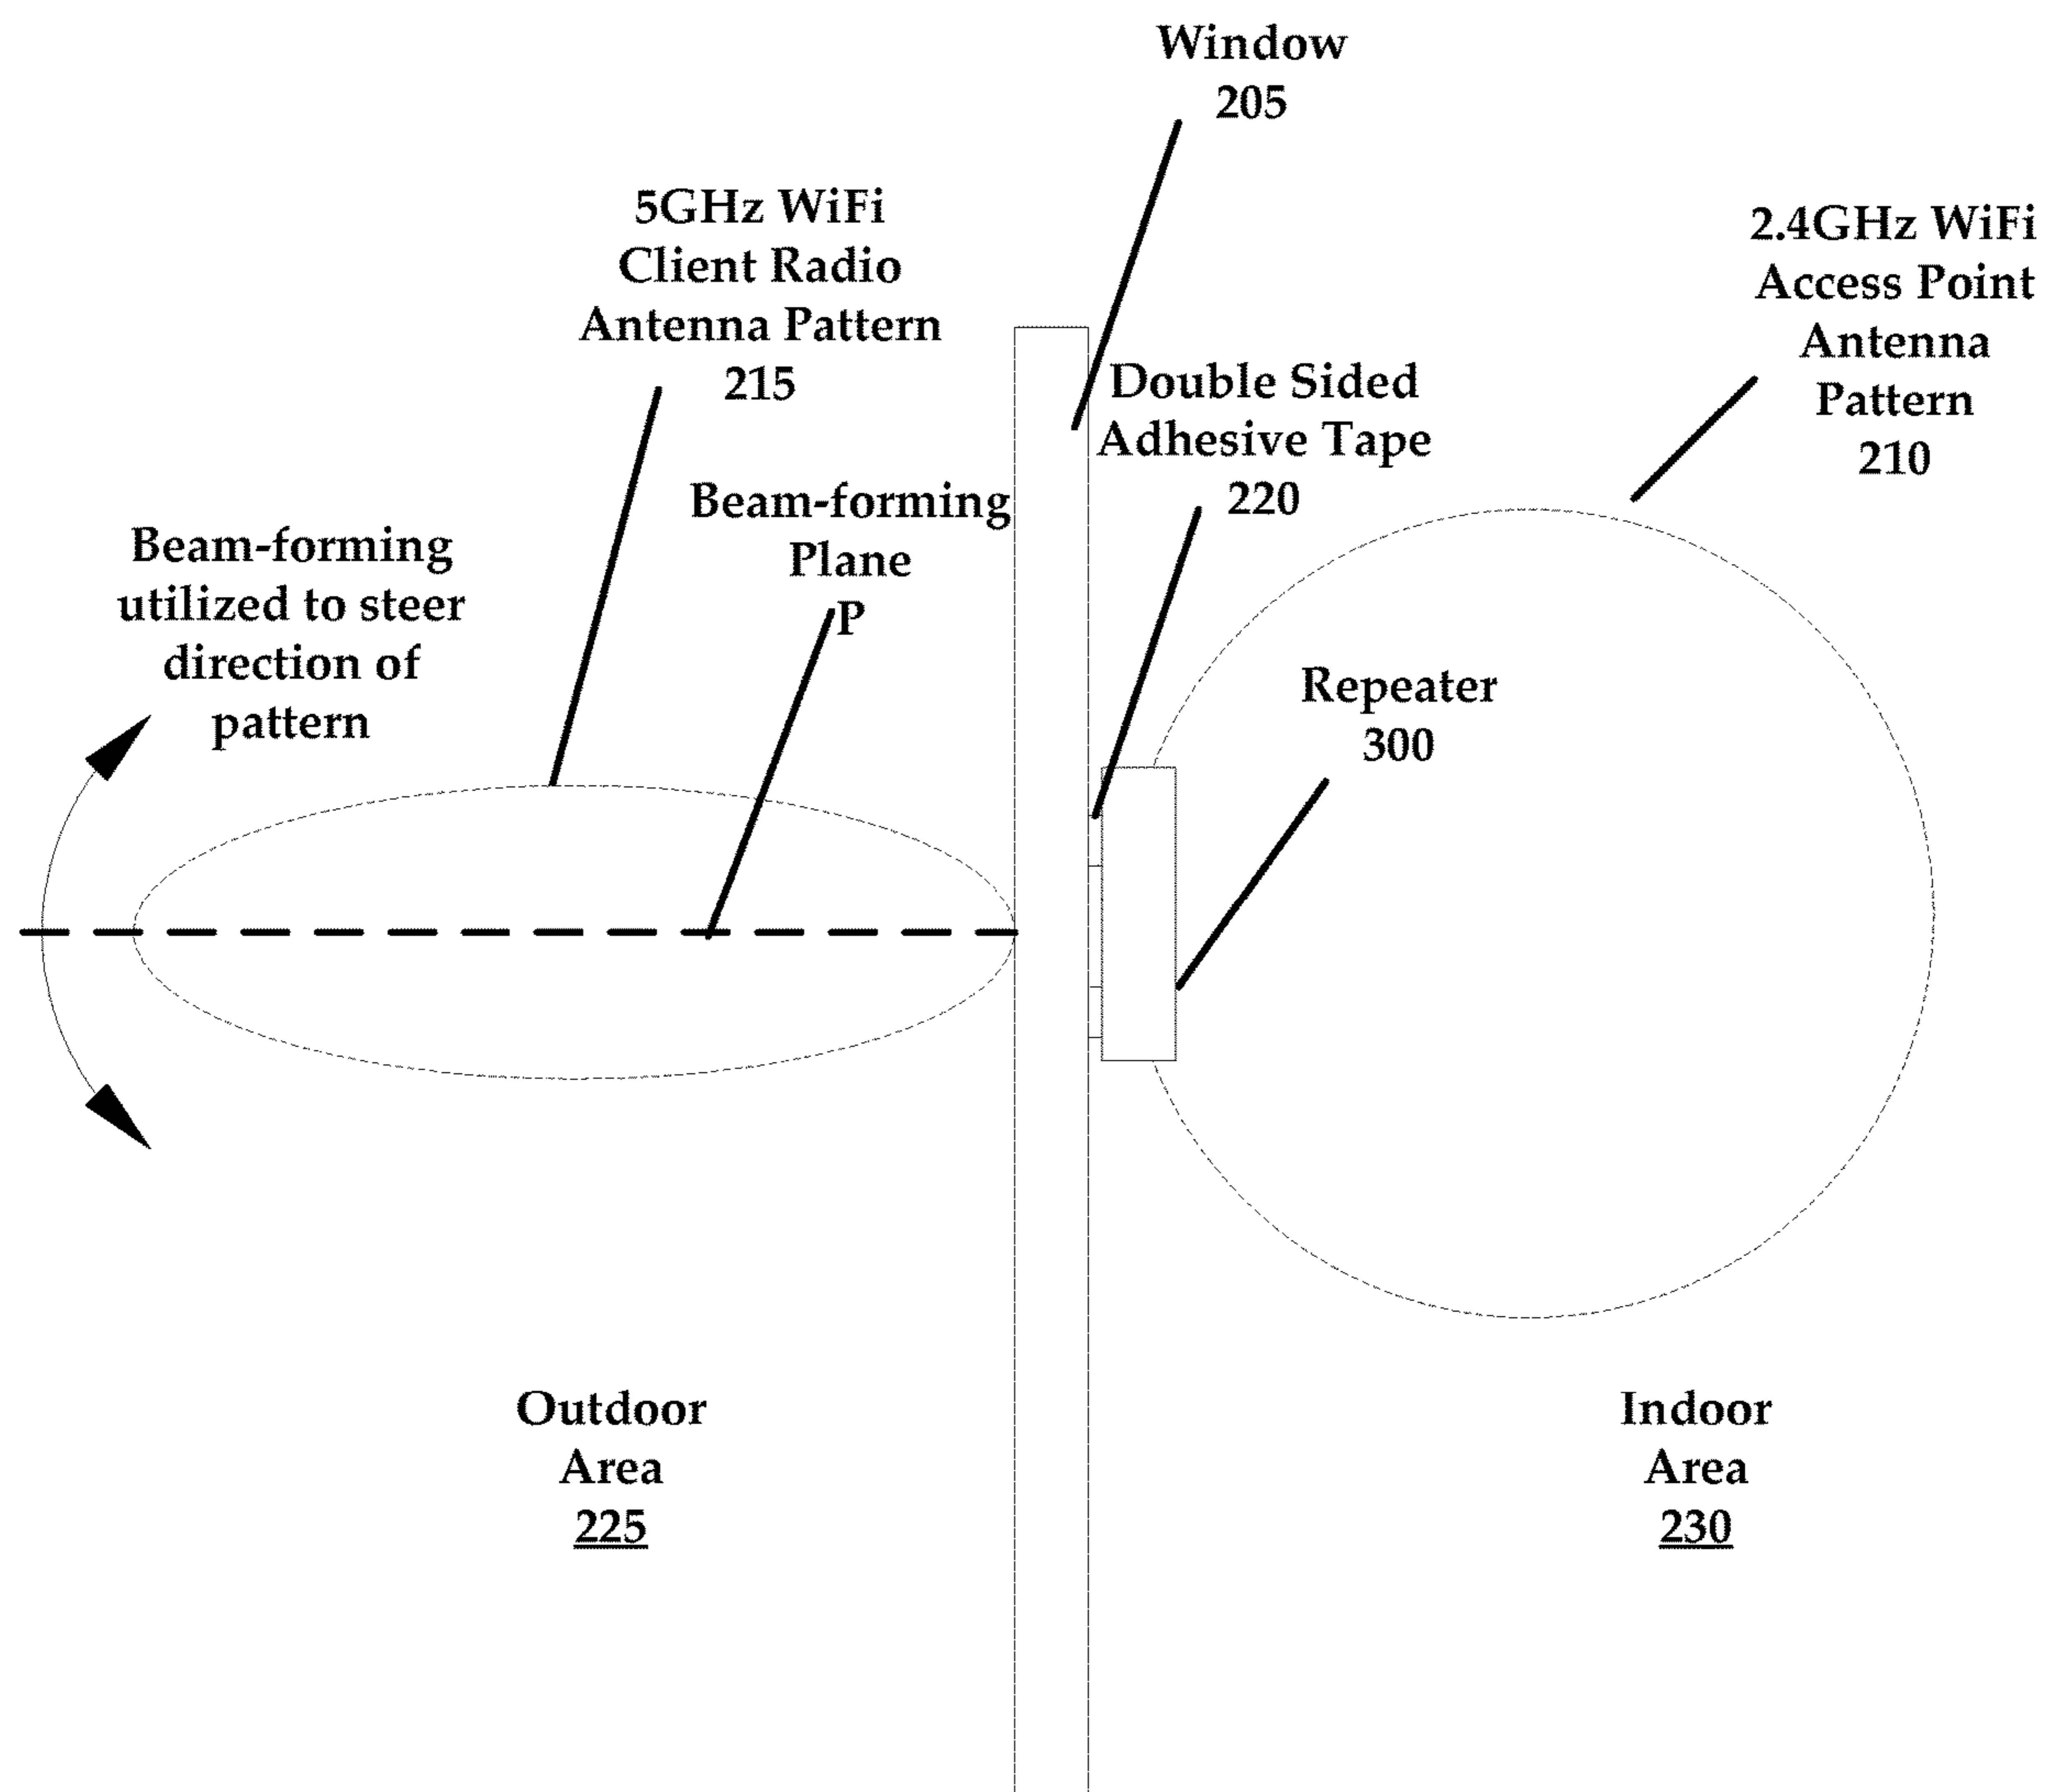 Window
205
5GHz WiFi
Client Radio
Antenna Pattern
215
2.4GHz WiFi
Access Point
Antenna
Pattern
210
Double Sided
Adhesive Tape
220
Beam-forming
Plane
P
Beam-forming
utilized to steer
direction of
pattern
Repeater
300
Outdoor
Area
225
Indoor
Area
230